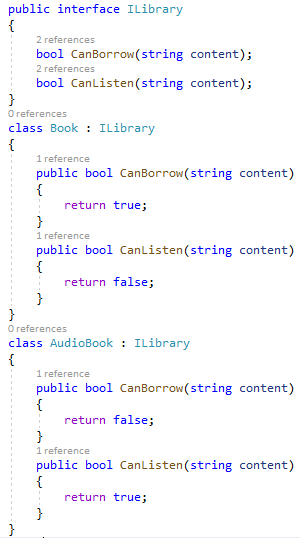 public interface ILibrary
{
2 references
bool CanBorrow(string content);
2 references
bool CanListen(string content);
}
0 references
class Book : ILibrary
{
1 reference
public bool CanBorrow(string content)
{
return true;
}
1 reference
public bool CanListen(string content)
{
return false;
}
}
0 references
class AudioBook : ILibrary
{
1 reference
public bool CanBorrow(string content)
{
return false;
}
1 reference
public bool CanListen(string content)
{
return true;
}
}